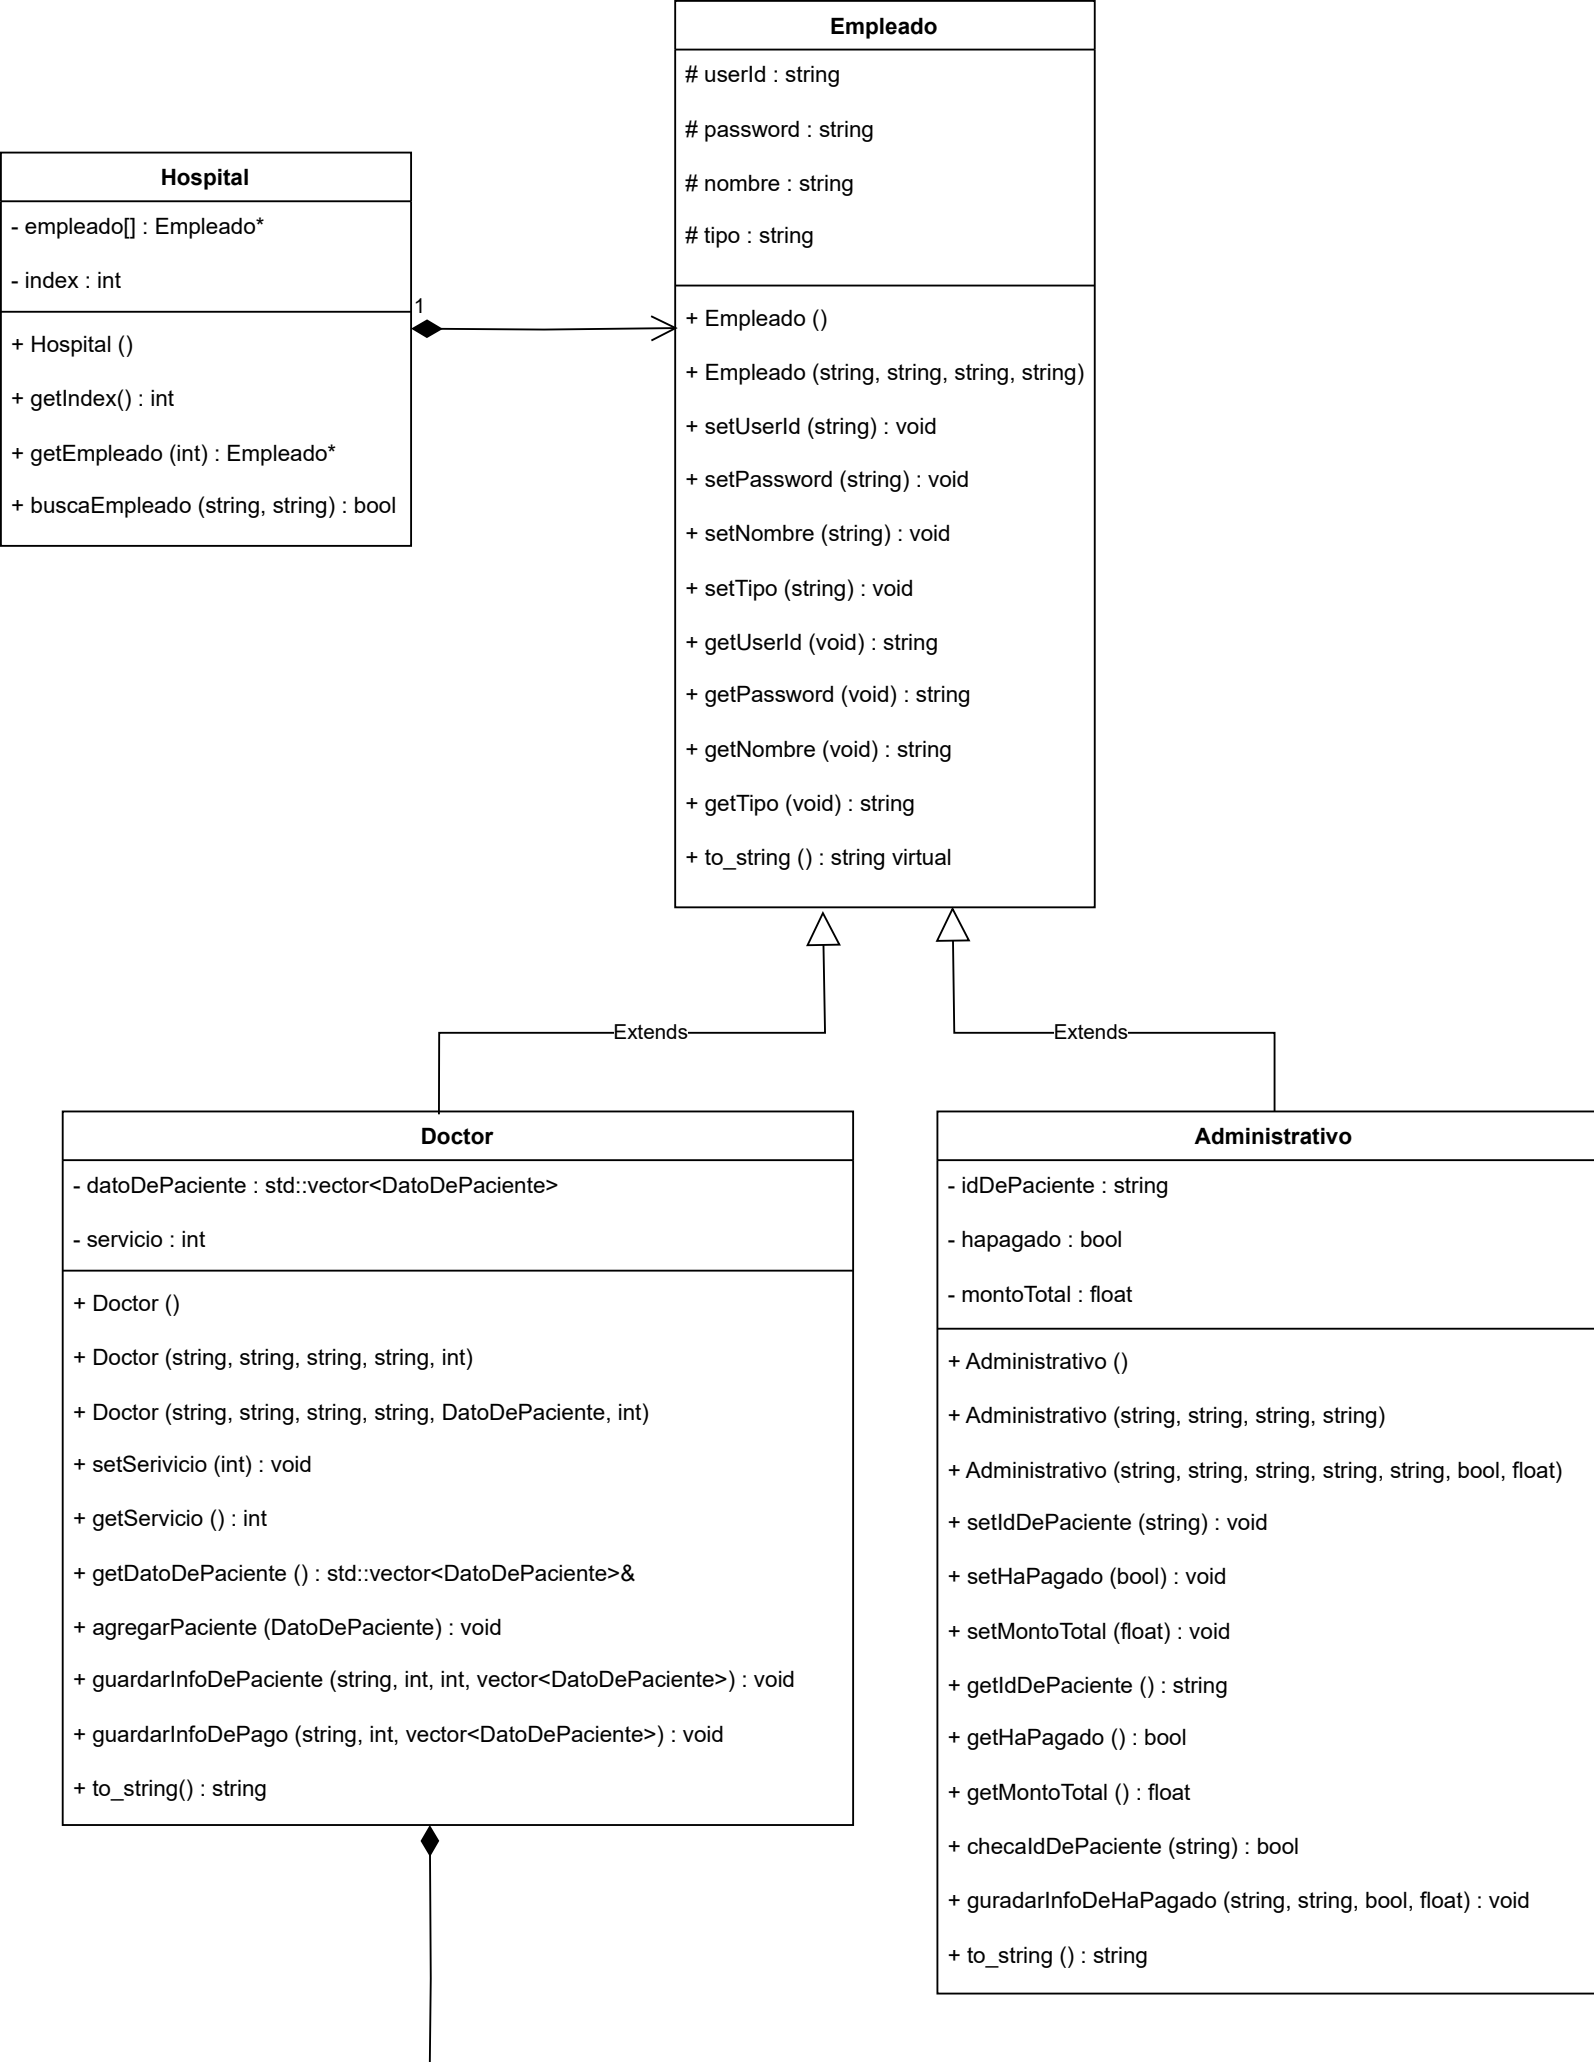 Empleado
# userId : string
# password : string
# nombre : string
# tipo : string
+ Empleado ()
+ Empleado (string, string, string, string)
+ setUserId (string) : void
+ setPassword (string) : void
+ setNombre (string) : void
+ setTipo (string) : void
+ getUserId (void) : string
+ getPassword (void) : string
+ getNombre (void) : string
+ getTipo (void) : string
+ to_string () : string virtual
Hospital
- empleado[] : Empleado*
- index : int
+ Hospital ()
+ getIndex() : int
+ getEmpleado (int) : Empleado*
+ buscaEmpleado (string, string) : bool
1
Extends
Extends
Doctor
- datoDePaciente : std::vector<DatoDePaciente>
- servicio : int
+ Doctor ()
+ Doctor (string, string, string, string, int)
+ Doctor (string, string, string, string, DatoDePaciente, int)
+ setSerivicio (int) : void
+ getServicio () : int
+ getDatoDePaciente () : std::vector<DatoDePaciente>&
+ agregarPaciente (DatoDePaciente) : void
+ guardarInfoDePaciente (string, int, int, vector<DatoDePaciente>) : void
+ guardarInfoDePago (string, int, vector<DatoDePaciente>) : void
+ to_string() : string
Administrativo
- idDePaciente : string
- hapagado : bool
- montoTotal : float
+ Administrativo ()
+ Administrativo (string, string, string, string)
+ Administrativo (string, string, string, string, string, bool, float)
+ setIdDePaciente (string) : void
+ setHaPagado (bool) : void
+ setMontoTotal (float) : void
+ getIdDePaciente () : string
+ getHaPagado () : bool
+ getMontoTotal () : float
+ checaIdDePaciente (string) : bool
+ guradarInfoDeHaPagado (string, string, bool, float) : void
+ to_string () : string